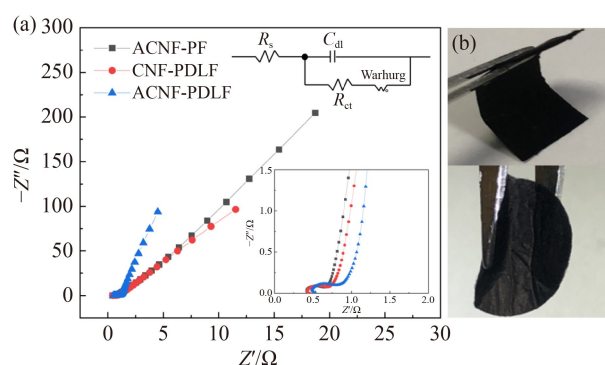 (a)
−300
−250
−200
−150
100
50
0
−Z″/Ω
ACNF-PF
CNF-PDLF
ACNF-PDLF
Rs
Cdl
Warhurg
Rct
1.5
1.0
0.5
0.0
−Z″/Ω
0.0 0.5 1.0 1.5 2.0
Z′/Ω
0 5 10 15 20 25 30
Z′/Ω
(b)